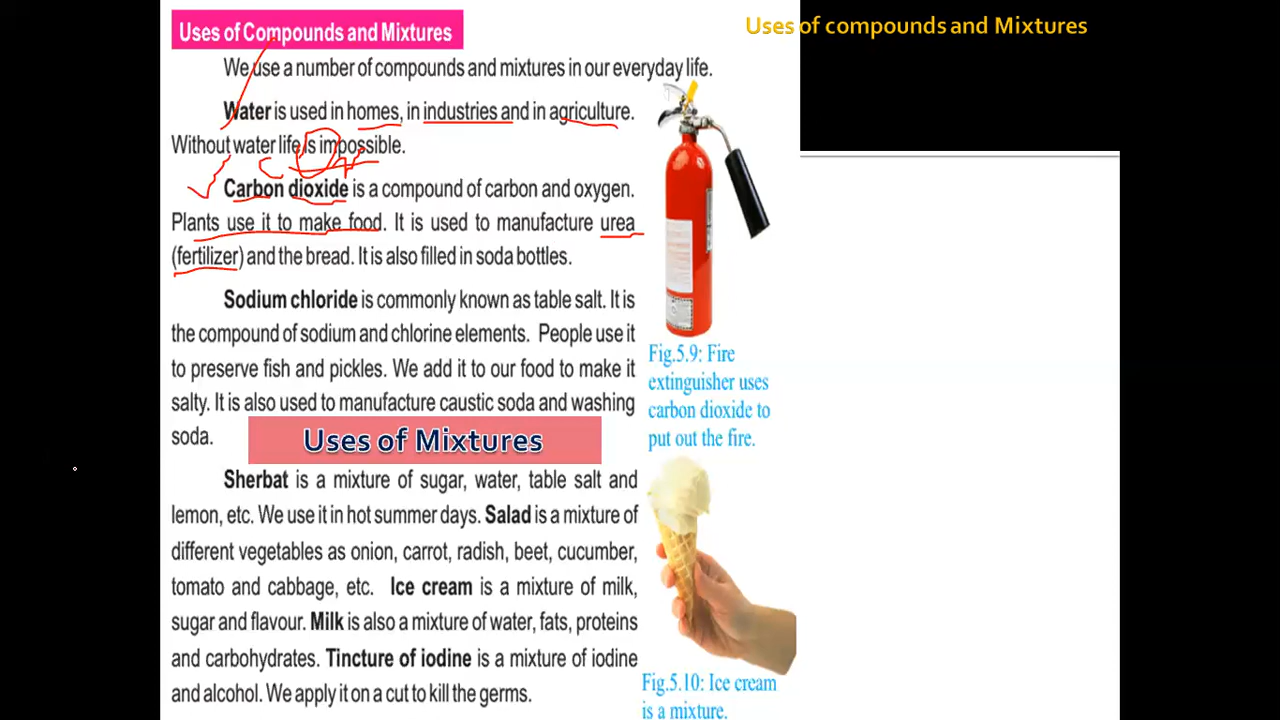 Uses of Compounds and Mixtures
Uses of compounds and Mixtures
We use a number of compounds and mixtures in our everyday life.
Water is used in homes, in industries and in agriculture.
Without water life is impossible.
Carbon dioxide is a compound of carbon and oxygen.
Plants use it to make food. It is used to manufacture urea
(fertilizer) and the bread. It is also filled in soda bottles.
Sodium chloride is commonly known as table salt. It is
the compound of sodium and chlorine elements. People use it
to preserve fish and pickles. We add it to our food to make it
salty. It is also used to manufacture caustic soda and washing
soda.
Fig.5.9: Fire
extinguisher uses
carbon dioxide to
put out the fire.
Uses of Mixtures
Sherbat is a mixture of sugar, water, table salt and
lemon, etc. We use it in hot summer days. Salad is a mixture of
different vegetables as onion, carrot, radish, beet, cucumber,
tomato and cabbage, etc. Ice cream is a mixture of milk,
sugar and flavour. Milk is also a mixture of water, fats, proteins
and carbohydrates. Tincture of iodine is a mixture of iodine
and alcohol. We apply it on a cut to kill the germs.
Fig.5.10: Ice cream
is a mixture.